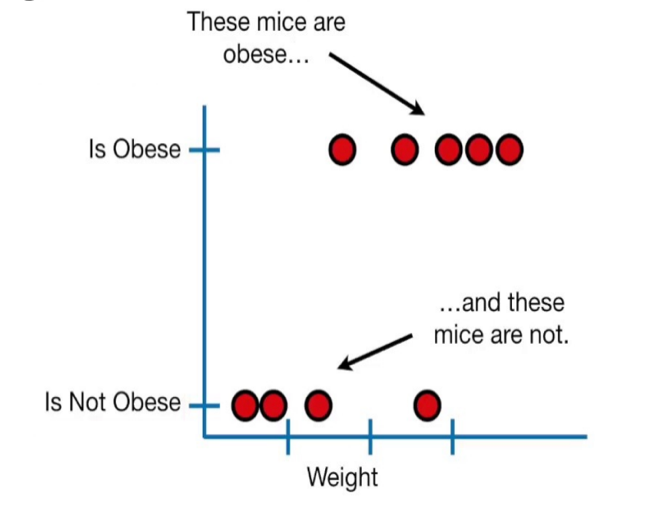 These mice are
obese…
Is Obese
…and these
mice are not.
Is Not Obese
Weight